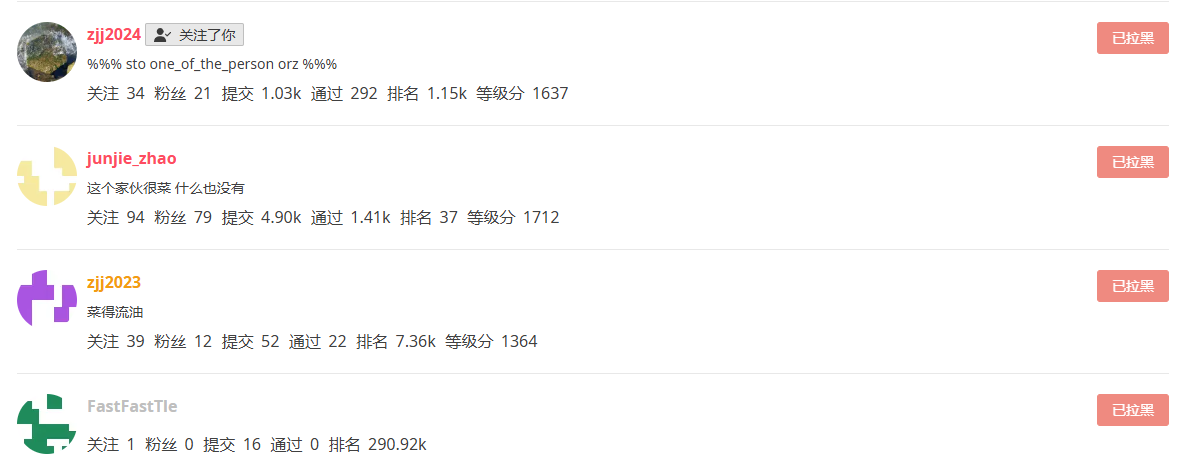 zjj2024 关注了你 已拉黑
%%% sto one_of_the_person orz %%%
关注 34 粉丝 21 提交 1.03k 通过 292 排名 1.15k 等级分 1637
junjie_zhao 已拉黑
这个家伙很菜 什么也没有
关注 94 粉丝 79 提交 4.90k 通过 1.41k 排名 37 等级分 1712
zjj2023 已拉黑
菜得流油
关注 39 粉丝 12 提交 52 通过 22 排名 7.36k 等级分 1364
FastFastTle 已拉黑
关注 1 粉丝 0 提交 16 通过 0 排名 290.92k